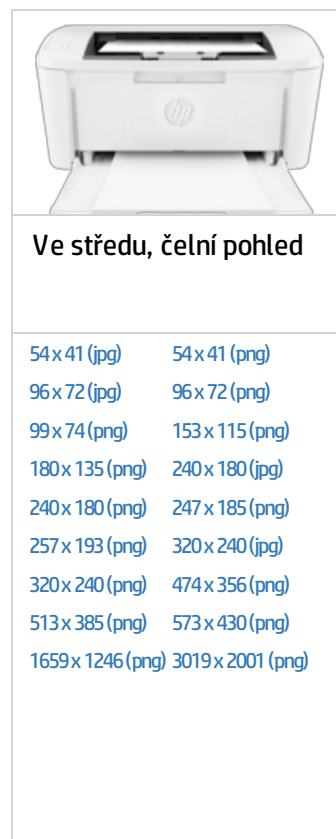 hp
Ve středu, čelní pohled
54 x 41 (jpg) 54 x 41 (png)
96 x 72 (jpg) 96 x 72 (png)
99 x 74 (png) 153 x 115 (png)
180 x 135 (png) 240 x 180 (jpg)
240 x 180 (png) 247 x 185 (png)
257 x 193 (png) 320 x 240 (jpg)
320 x 240 (png) 474 x 356 (png)
513 x 385 (png) 573 x 430 (png)
1659 x 1246 (png) 3019 x 2001 (png)